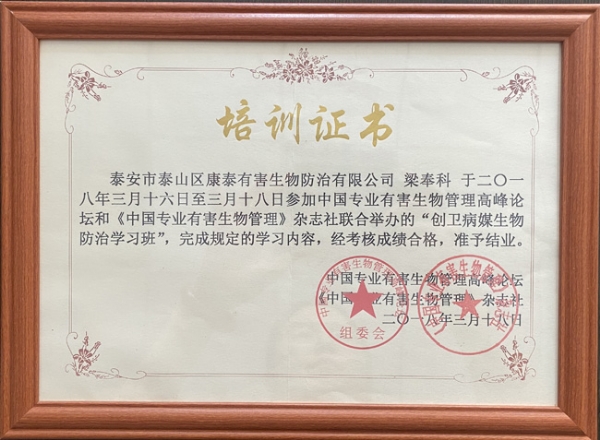 培训证书
泰安市泰山区康泰有害生物防治有限公司 梁奉科 于二〇一
八年三月十六日至三月十八日参加中国专业有害生物管理高峰论
坛和《中国专业有害生物管理》杂志社联合举办的“创卫病媒生物
防治学习班”，完成规定的学习内容，经考核成绩合格，准予结业。
中国专业有害生物管理高峰论坛
《中国专业有害生物管理》杂志社
二〇一八年三月十八日
组委会